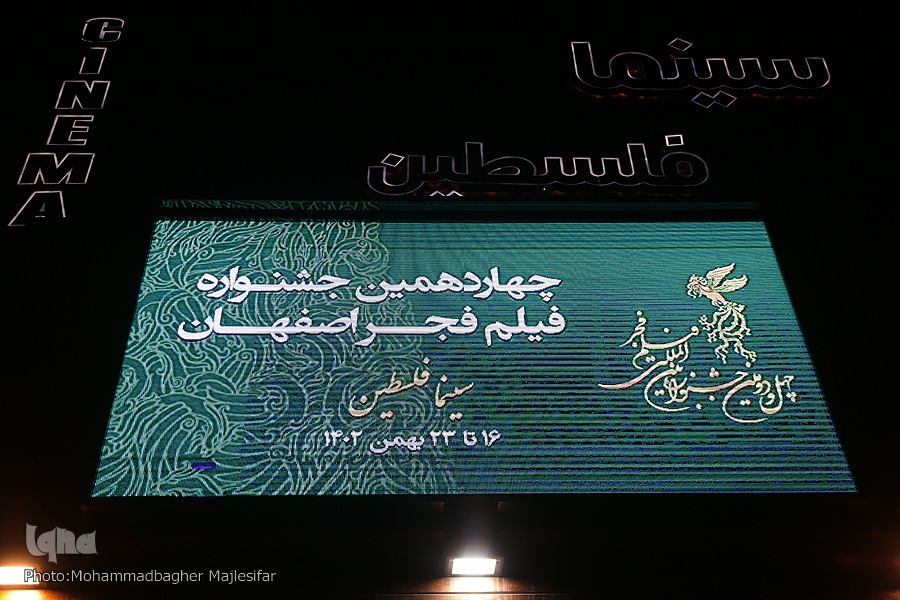 CINEMA
سینما
فلسطین
چهاردهمین جشنواره
فیلم فجر اصفهان
سینما فلسطین
۱۶ تا ۲۳ بهمن ۱۴۰۲
چهل و دومین جشنواره بین المللی فیلم فجر
iqna
Photo:Mohammadbagher Majlesifar